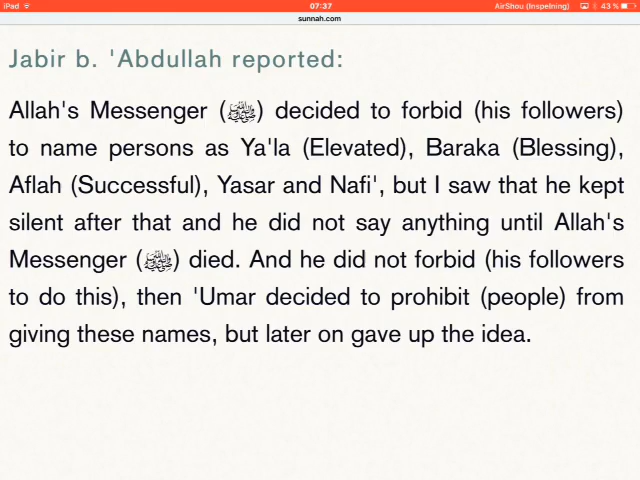 iPad 07:37 AirShou (Inspelning) 43 %
sunnah.com
Jabir b. 'Abdullah reported:
Allah's Messenger (ﷺ) decided to forbid (his followers)
to name persons as Ya'la (Elevated), Baraka (Blessing),
Aflah (Successful), Yasar and Nafi', but I saw that he kept
silent after that and he did not say anything until Allah's
Messenger (ﷺ) died. And he did not forbid (his followers
to do this), then 'Umar decided to prohibit (people) from
giving these names, but later on gave up the idea.